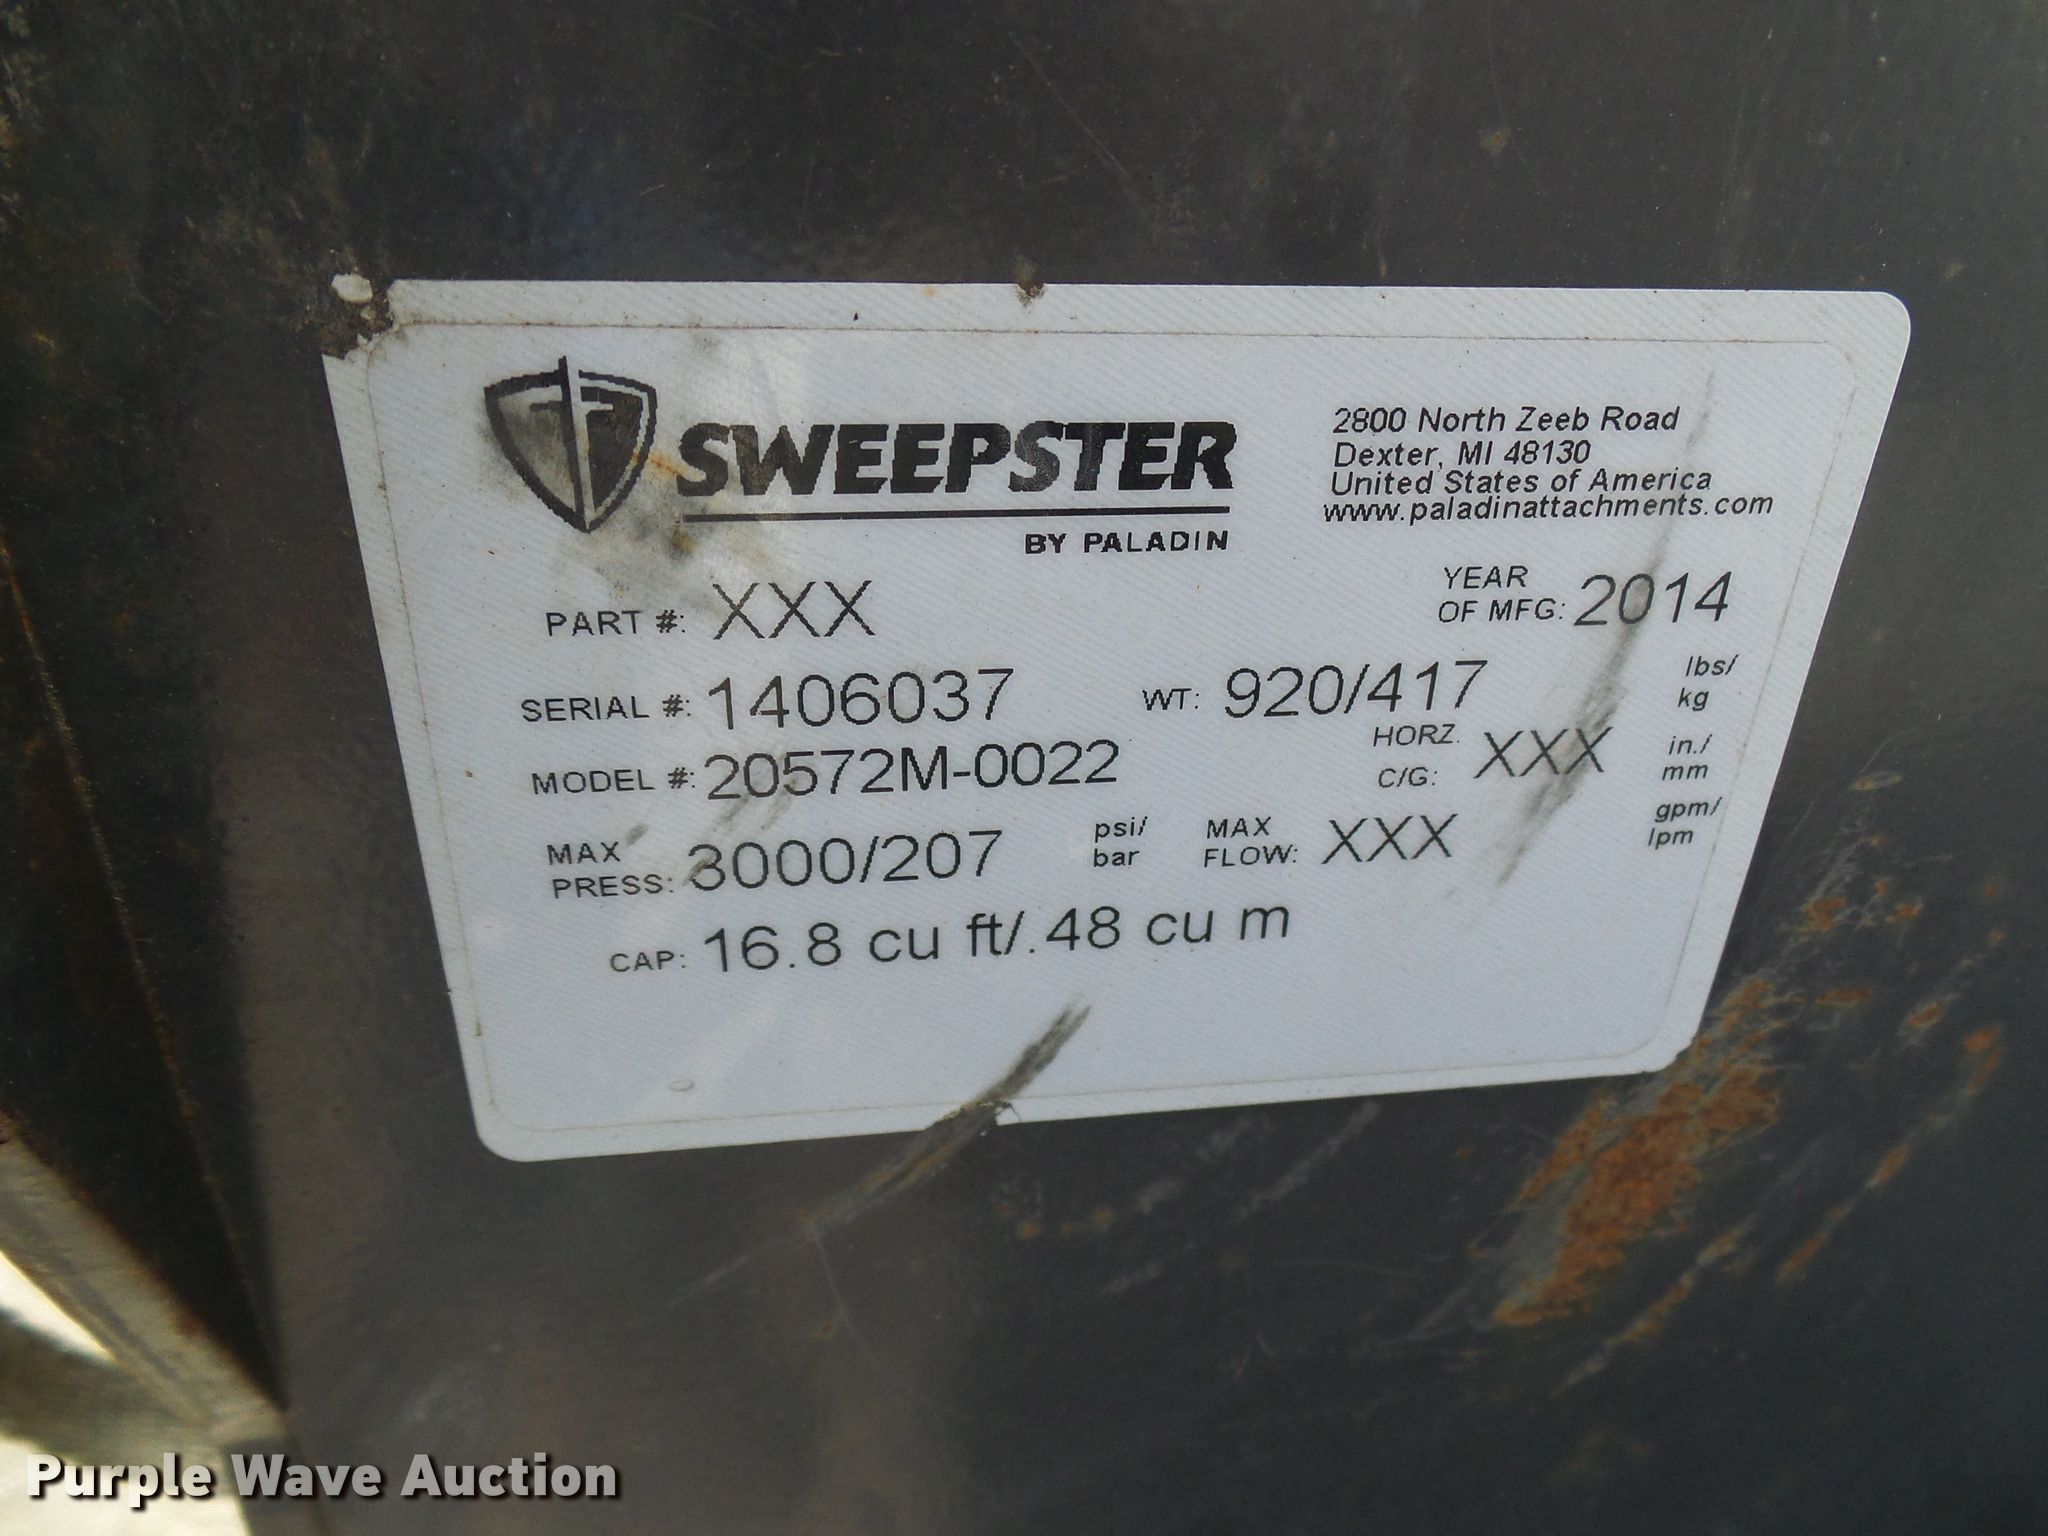 SWEEPSTER
BY PALADIN
2800 North Zeeb Road
Dexter, MI 48130
United States of America
www.paladinattachments.com
PART #: XXX
YEAR OF MFG: 2014
SERIAL #: 1406037
WT: 920/417 lbs/kg
MODEL #: 20572M-0022
HORZ. C/G: XXX in./mm
MAX PRESS: 3000/207 psi/bar
MAX FLOW: XXX gpm/lpm
CAP: 16.8 cu ft/.48 cu m
Purple Wave Auction